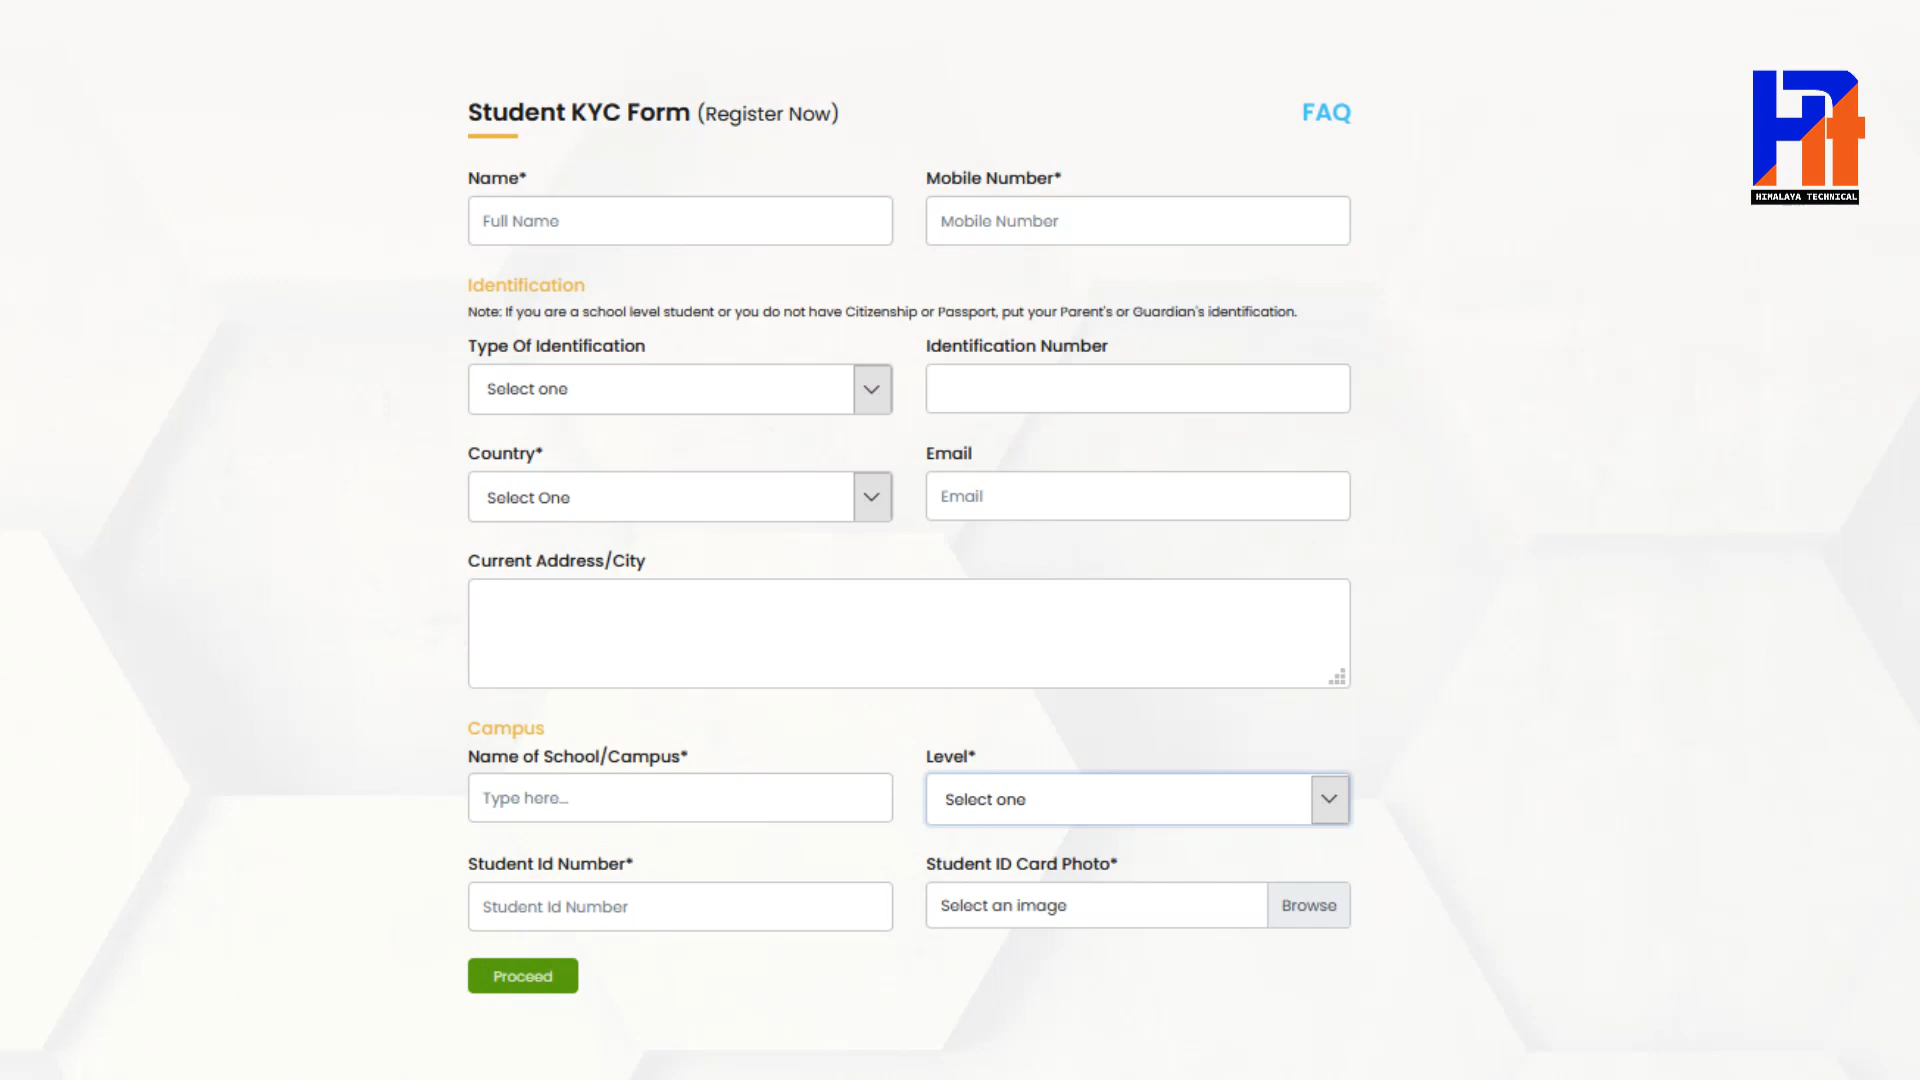 Student KYC Form (Register Now)
FAQ
HIMALAYA TECHNICAL
Name*
Mobile Number*
Full Name
Mobile Number
Identification
Note: If you are a school level student or you do not have Citizenship or Passport, put your Parent's or Guardian's identification.
Type Of Identification
Identification Number
Select one
Country*
Email
Select One
Email
Current Address/City
Campus
Name of School/Campus*
Level*
Type here...
Select one
Student Id Number*
Student ID Card Photo*
Student Id Number
Select an image
Browse
Proceed